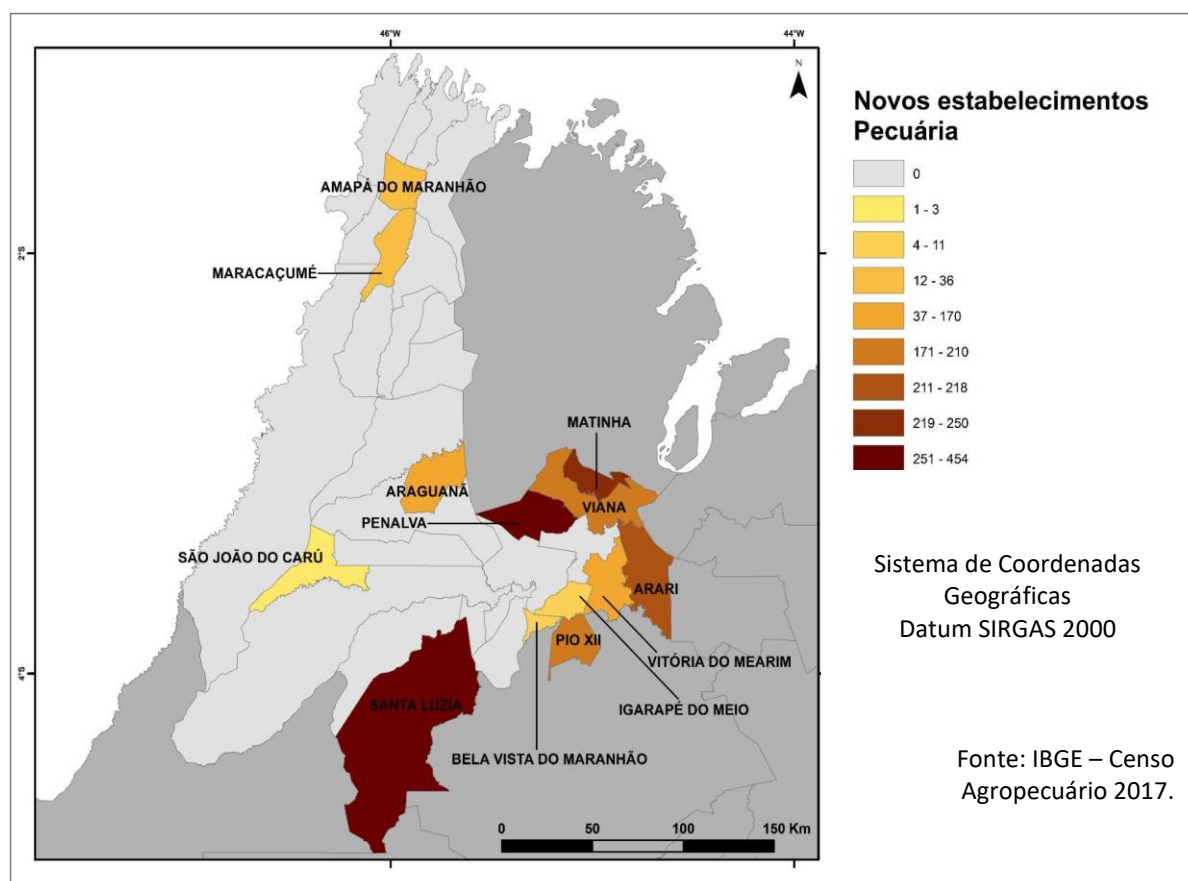 46°W
44°W
N
2°S
4°S
AMAPÁ DO MARANHÃO
MARACAÇUMÉ
MATINHA
ARAGUANÃ
VIANA
PENALVA
SÃO JOÃO DO CARÚ
ARARI
PIO XII
VITÓRIA DO MEARIM
SANTA LUZIA
IGARAPÉ DO MEIO
BELA VISTA DO MARANHÃO
0 50 100 150 Km
Novos estabelecimentos
Pecuária
0
1 - 3
4 - 11
12 - 36
37 - 170
171 - 210
211 - 218
219 - 250
251 - 454
Sistema de Coordenadas
Geográficas
Datum SIRGAS 2000
Fonte: IBGE – Censo
Agropecuário 2017.